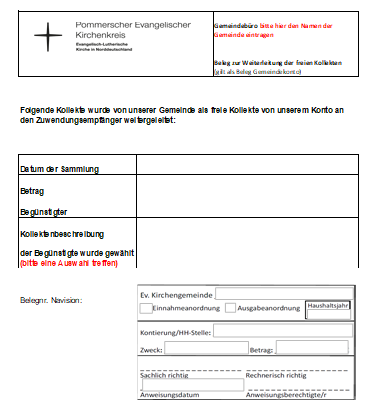 Pommerscher Evangelischer
Kirchenkreis
Evangelisch-Lutherische
Kirche in Norddeutschland
Gemeindebüro bitte hier den Namen der
Gemeinde eintragen
Beleg zur Weiterleitung der freien Kollekten
(gilt als Beleg Gemeindekonto)
Folgende Kollekte wurde von unserer Gemeinde als freie Kollekte von unserem Konto an
den Zuwendungsempfänger weitergeleitet:
Datum der Sammlung
Betrag
Begünstigter
Kollektenbeschreibung
der Begünstigte wurde gewählt
(bitte eine Auswahl treffen)
Belegnr. Navision:
Ev. Kirchengemeinde
Einnahmeanordnung
Ausgabeanordnung
Haushaltsjahr
Kontierung/HH-Stelle:
Zweck:
Betrag:
Sachlich richtig
Rechnerisch richtig
Anweisungsdatum
Anweisungsberechtigte/r